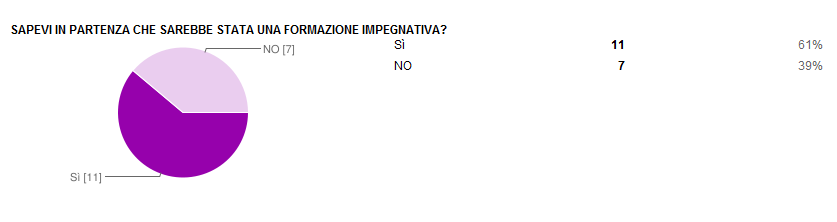 SAPEVI IN PARTENZA CHE SAREBBE STATA UNA FORMAZIONE IMPEGNATIVA?
NO [7]
Sì [11]
SÌ 11 61%
NO 7 39%